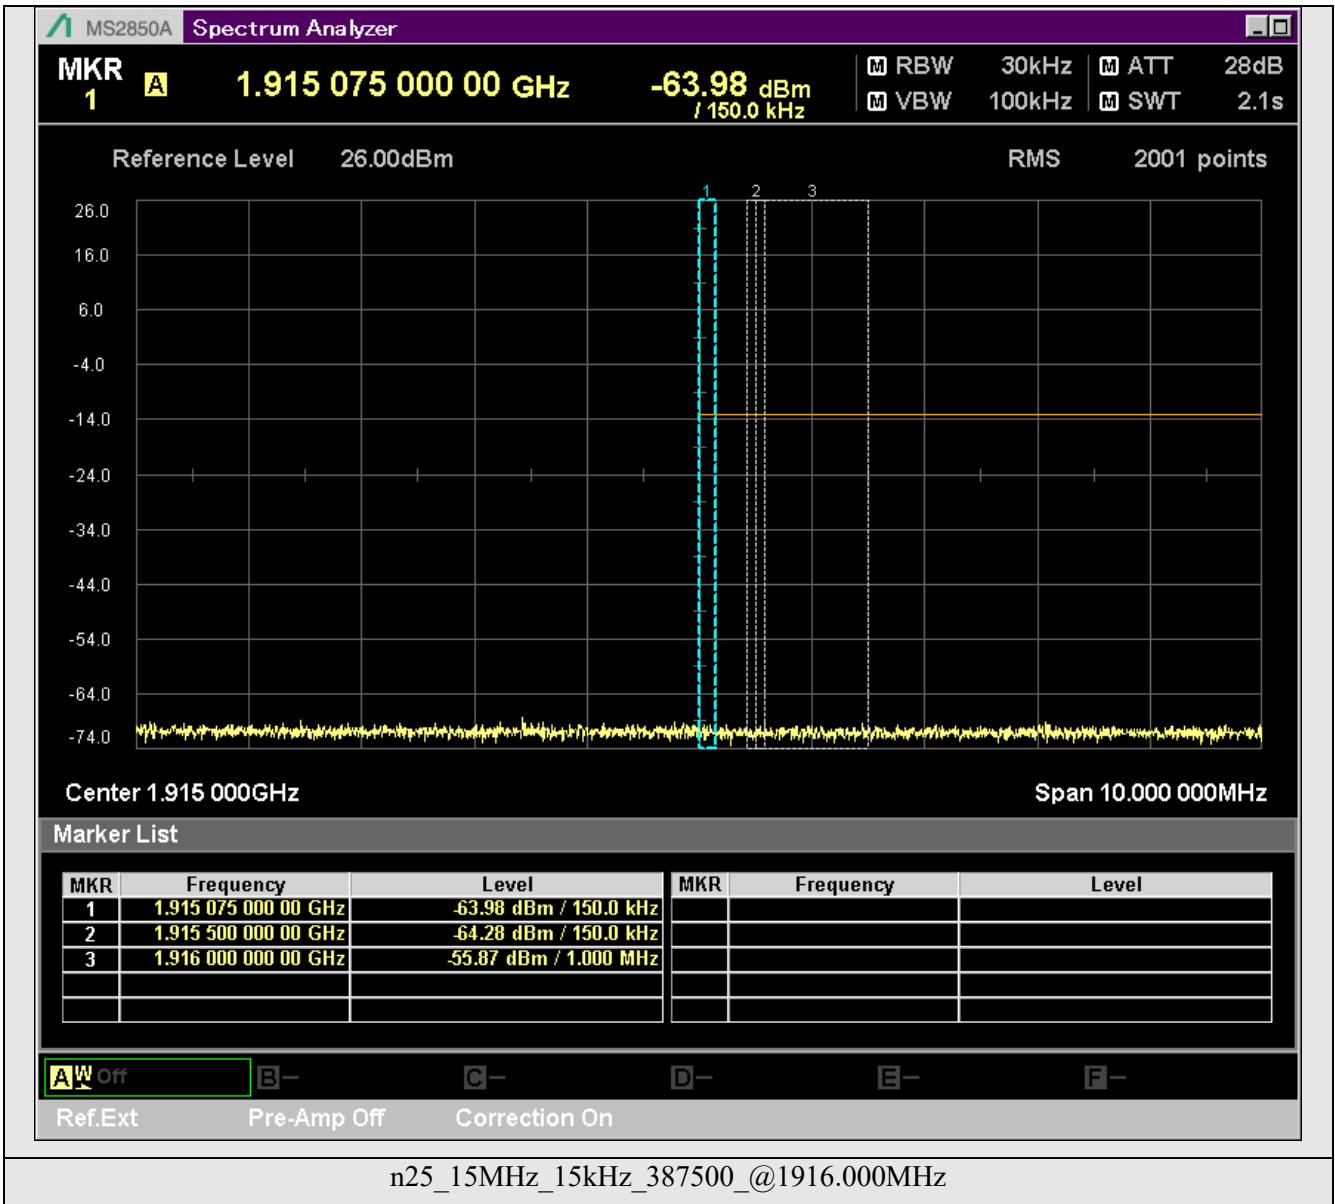 MS2850A Spectrum Analyzer
MKR 1 A 1.915 075 000 00 GHz -63.98 dBm / 150.0 kHz
M RBW 30kHz M ATT 28dB
M VBW 100kHz M SWT 2.1s
Reference Level 26.00dBm RMS 2001 points
1 2 3
26.0
16.0
6.0
-4.0
-14.0
-24.0
-34.0
-44.0
-54.0
-64.0
-74.0
Center 1.915 000GHz Span 10.000 000MHz
Marker List
MKR Frequency Level MKR Frequency Level
1 1.915 075 000 00 GHz -63.98 dBm / 150.0 kHz
2 1.915 500 000 00 GHz -64.28 dBm / 150.0 kHz
3 1.916 000 000 00 GHz -55.87 dBm / 1.000 MHz
A W Off B- C- D- E- F-
Ref.Ext Pre-Amp Off Correction On
n25_15MHz_15kHz_387500_@1916.000MHz